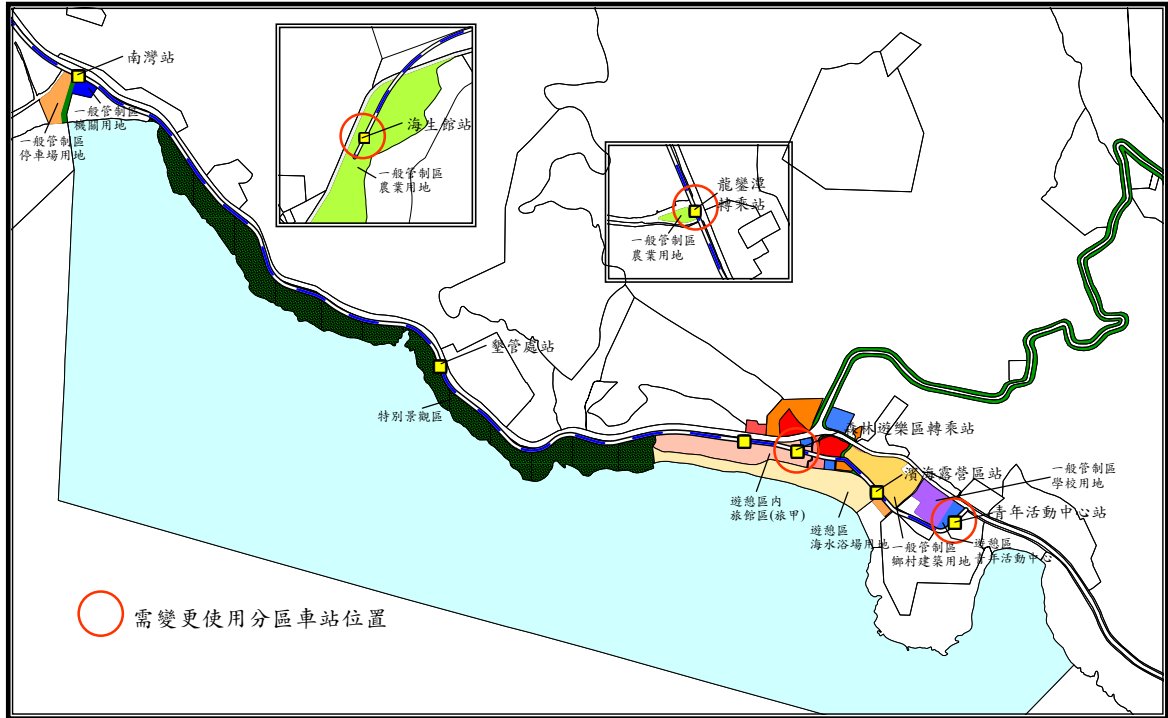 南灣站
一般管制區
機關用地
一般管制區
停車場用地
海生館站
一般管制區
農業用地
龍鑾潭
轉乘站
一般管制區
農業用地
墾管處站
特別景觀區
森林遊樂區轉乘站
濱海露營區站
一般管制區
學校用地
青年活動中心站
遊憩區內
旅館區(旅甲)
遊憩區
海水浴場用地
一般管制區
鄉村建築用地
遊憩區
青年活動中心
需變更使用分區車站位置